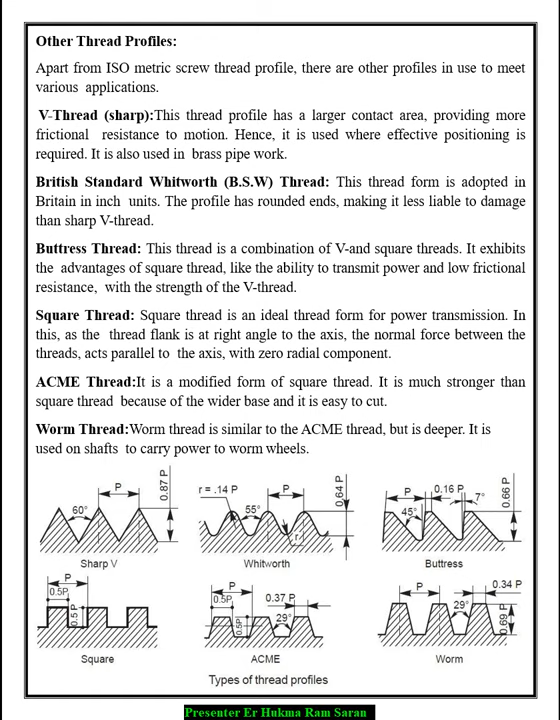 Other Thread Profiles:
Apart from ISO metric screw thread profile, there are other profiles in use to meet
various applications.
V-Thread (sharp):This thread profile has a larger contact area, providing more
frictional resistance to motion. Hence, it is used where effective positioning is
required. It is also used in brass pipe work.
British Standard Whitworth (B.S.W) Thread: This thread form is adopted in
Britain in inch units. The profile has rounded ends, making it less liable to damage
than sharp V-thread.
Buttress Thread: This thread is a combination of V-and square threads. It exhibits
the advantages of square thread, like the ability to transmit power and low frictional
resistance, with the strength of the V-thread.
Square Thread: Square thread is an ideal thread form for power transmission. In
this, as the thread flank is at right angle to the axis, the normal force between the
threads, acts parallel to the axis, with zero radial component.
ACME Thread:It is a modified form of square thread. It is much stronger than
square thread because of the wider base and it is easy to cut.
Worm Thread:Worm thread is similar to the ACME thread, but is deeper. It is
used on shafts to carry power to worm wheels.
P
60°
0.87 P
Sharp V
r = .14 P
P
55°
r
0.64 P
Whitworth
P
0.16 P
7°
45°
0.66 P
Buttress
P
0.5P
0.5 P
Square
P
0.5P
0.37 P
0.5P
29°
ACME
P
0.34 P
29°
0.69 P
Worm
Types of thread profiles
Presenter Er Hukma Ram Saran